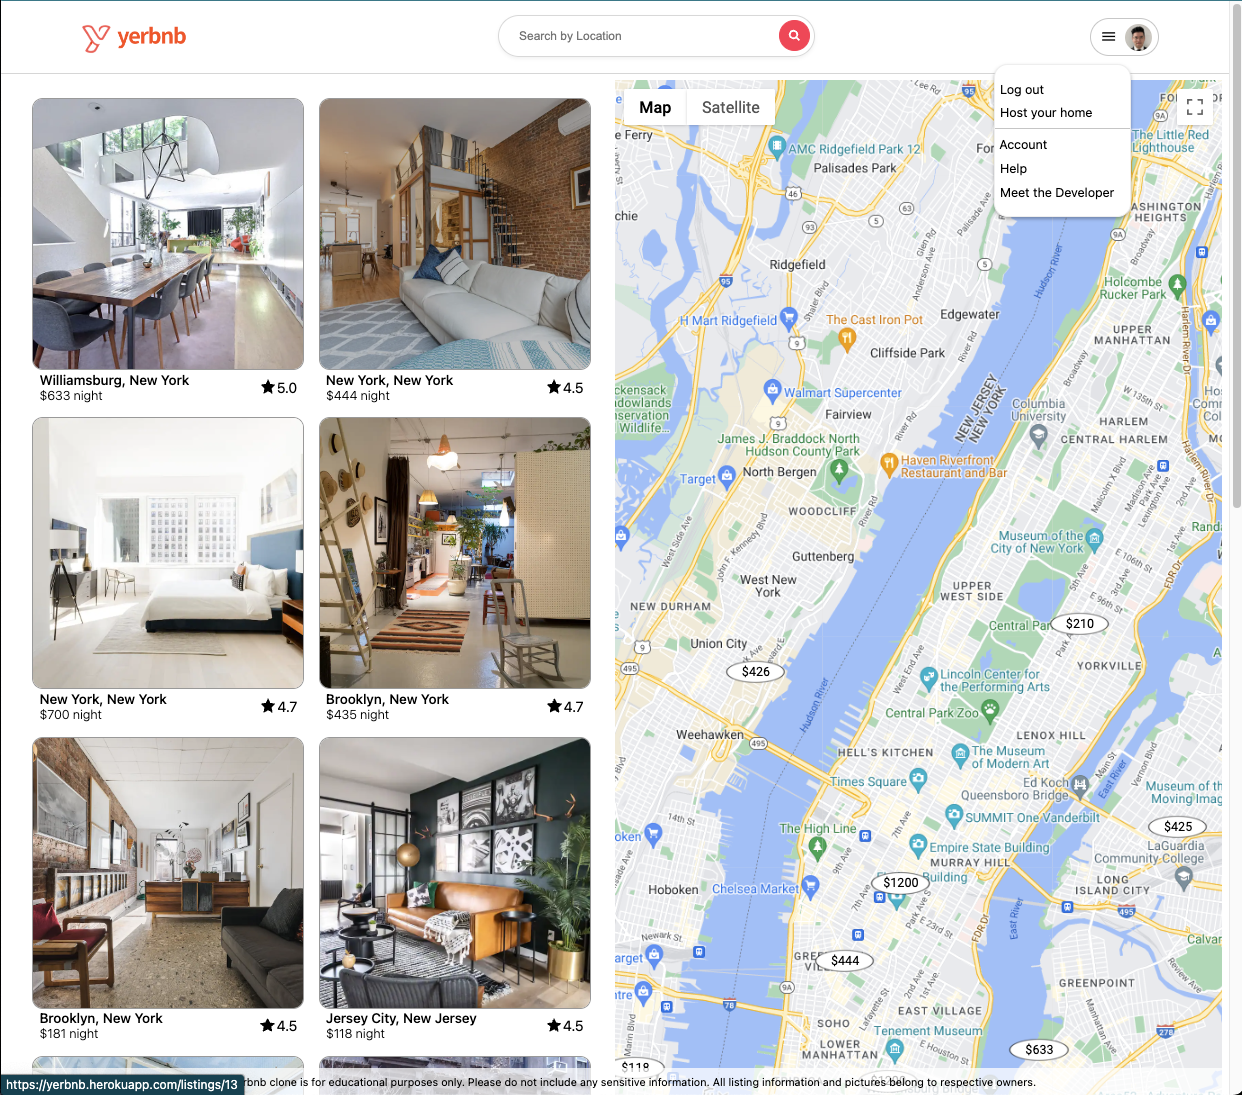 yerbnb
Search by Location
Log out
Host your home
Account
Help
Meet the Developer
Williamsburg, New York
$633 night
5.0
New York, New York
$444 night
4.5
New York, New York
$700 night
4.7
Brooklyn, New York
$435 night
4.7
Brooklyn, New York
$181 night
4.5
Jersey City, New Jersey
$118 night
4.5
Map
Satellite
e Ferry
AMC Ridgefield Park 12
Palisades Park
The Little Red
Lighthouse
chie
Ridgefield
WASHINGTON
HEIGHTS
Holcombe
Rucker Park
H Mart Ridgefield
The Cast Iron Pot
Edgewater
Cliffside Park
UPPER
MANHATTAN
Hudson River
NEW JERSEY
NEW YORK
Walmart Supercenter
Fairview
Columbia
University
HARLEM
CENTRAL HARLEM
James J. Braddock North
Hudson County Park
Target
North Bergen
Haven Riverfront
Restaurant and Bar
WOODCLIFF
Guttenberg
Museum of the
City of New York
West New
York
UPPER
WEST SIDE
NEW DURHAM
Union City
$210
$426
YORKVILLE
Lincoln Center for
the Performing Arts
Central Park Zoo
Hudson River
Weehawken
LENOX HILL
HELL'S KITCHEN
The Museum
of Modern Art
Times Square
Ed Koch
Queensboro Bridge
East River
Museum of the
Moving Imag
SUMMIT One Vanderbilt
The High Line
$425
Empire State Building
MURRAY HILL
LaGuardia
Community College
Hoboken
Chelsea Market
$1200
Building
LONG
ISLAND CITY
East River
$444
GREENPOINT
EAST VILLAGE
SOHO
Tenement Museum
LOWER
MANHATTAN
$633
$118
https://yerbnb.herokuapp.com/listings/13
rbnb clone is for educational purposes only. Please do not include any sensitive information. All listing information and pictures belong to respective owners.